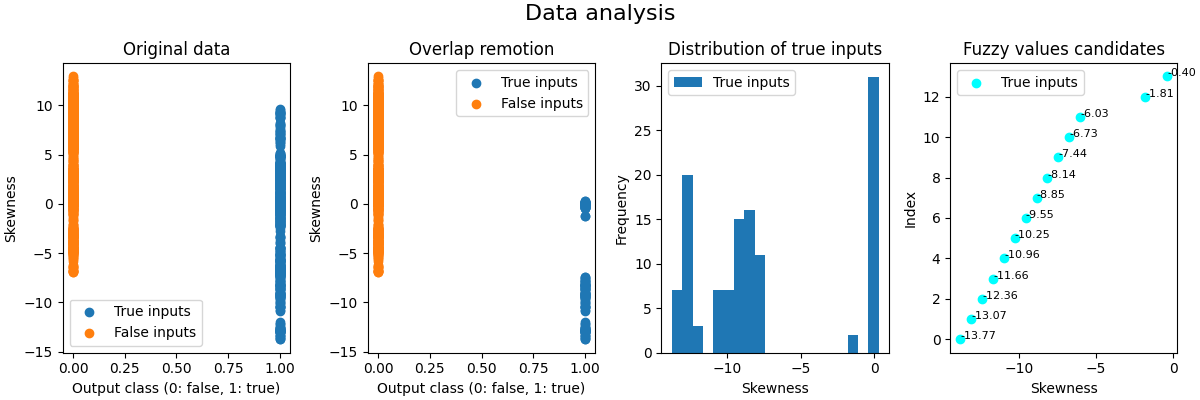 Data analysis
Original data
Skewness
10
5
0
−5
−10
−15
True inputs
False inputs
0.00
0.25
0.50
0.75
1.00
Output class (0: false, 1: true)
Overlap remotion
Skewness
10
5
0
−5
−10
−15
True inputs
False inputs
0.00
0.25
0.50
0.75
1.00
Output class (0: false, 1: true)
Distribution of true inputs
Frequency
30
25
20
15
10
5
0
True inputs
−10
−5
0
Skewness
Fuzzy values candidates
Index
12
10
8
6
4
2
0
True inputs
-0.40
-1.81
-6.03
-6.73
-7.44
-8.14
-8.85
-9.55
-10.25
-10.96
-11.66
-12.36
-13.07
-13.77
−10
−5
0
Skewness